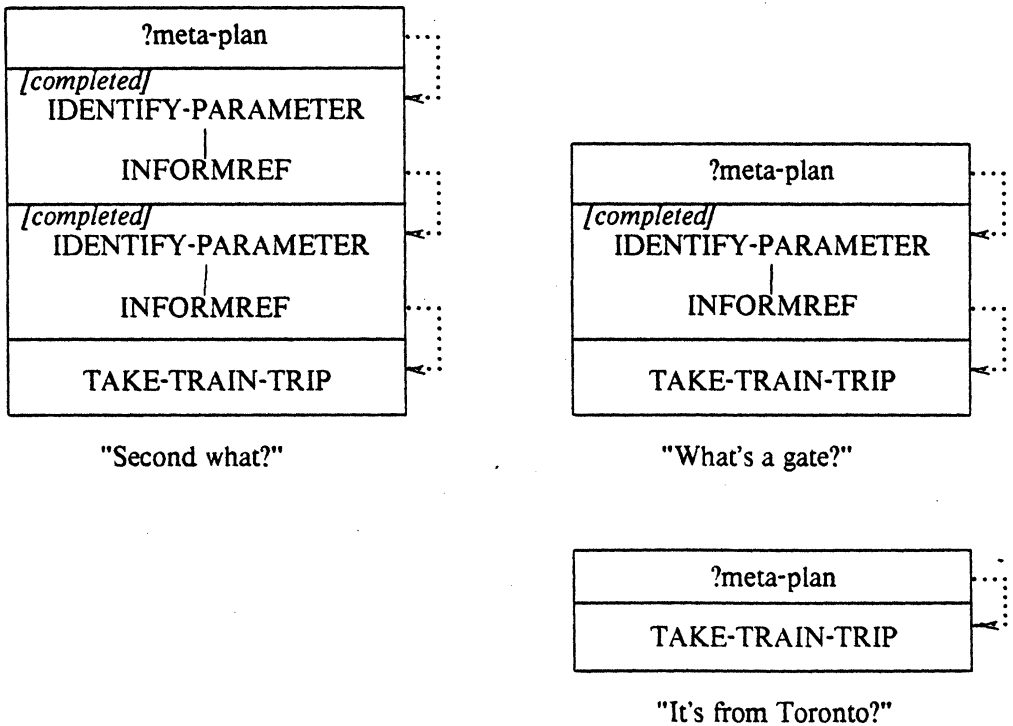 ?meta-plan
[completed]
IDENTIFY-PARAMETER
INFORMREF
[completed]
IDENTIFY-PARAMETER
INFORMREF
TAKE-TRAIN-TRIP
"Second what?"
?meta-plan
[completed]
IDENTIFY-PARAMETER
INFORMREF
TAKE-TRAIN-TRIP
"What's a gate?"
?meta-plan
TAKE-TRAIN-TRIP
"It's from Toronto?"